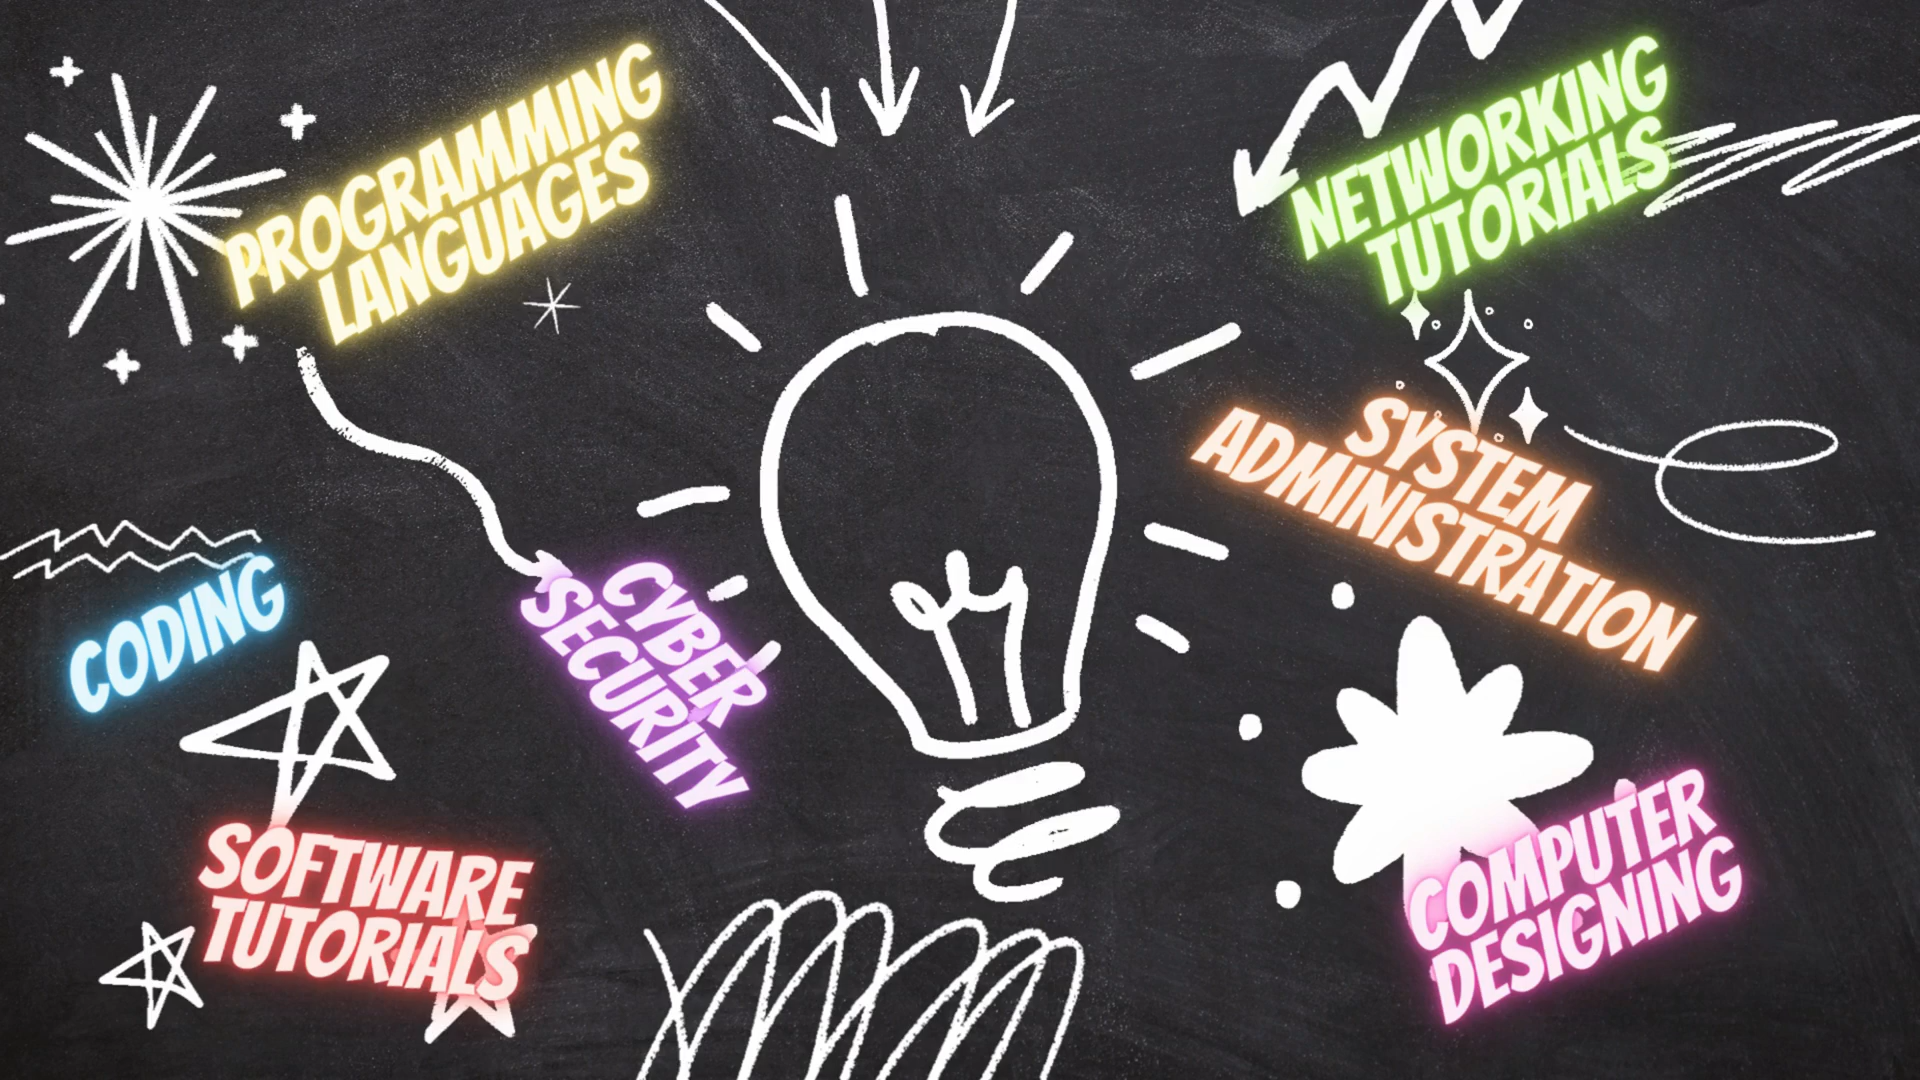 PROGRAMMING
LANGUAGES
NETWORKING
TUTORIALS
SYSTEM
ADMINISTRATION
CODING
CYBER
SECURITY
SOFTWARE
TUTORIALS
COMPUTER
DESIGNING